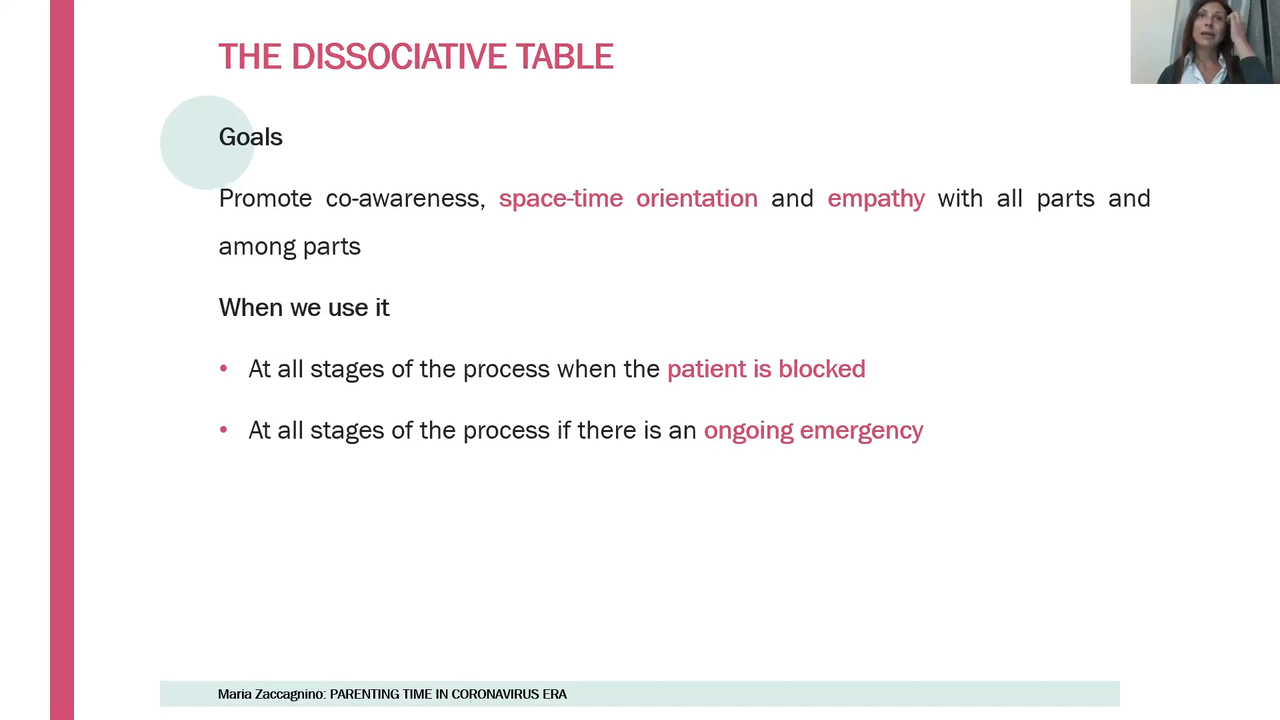 THE DISSOCIATIVE TABLE
Goals
Promote co-awareness, space-time orientation and empathy with all parts and
among parts
When we use it
• At all stages of the process when the patient is blocked
• At all stages of the process if there is an ongoing emergency
Maria Zaccagnino: PARENTING TIME IN CORONAVIRUS ERA